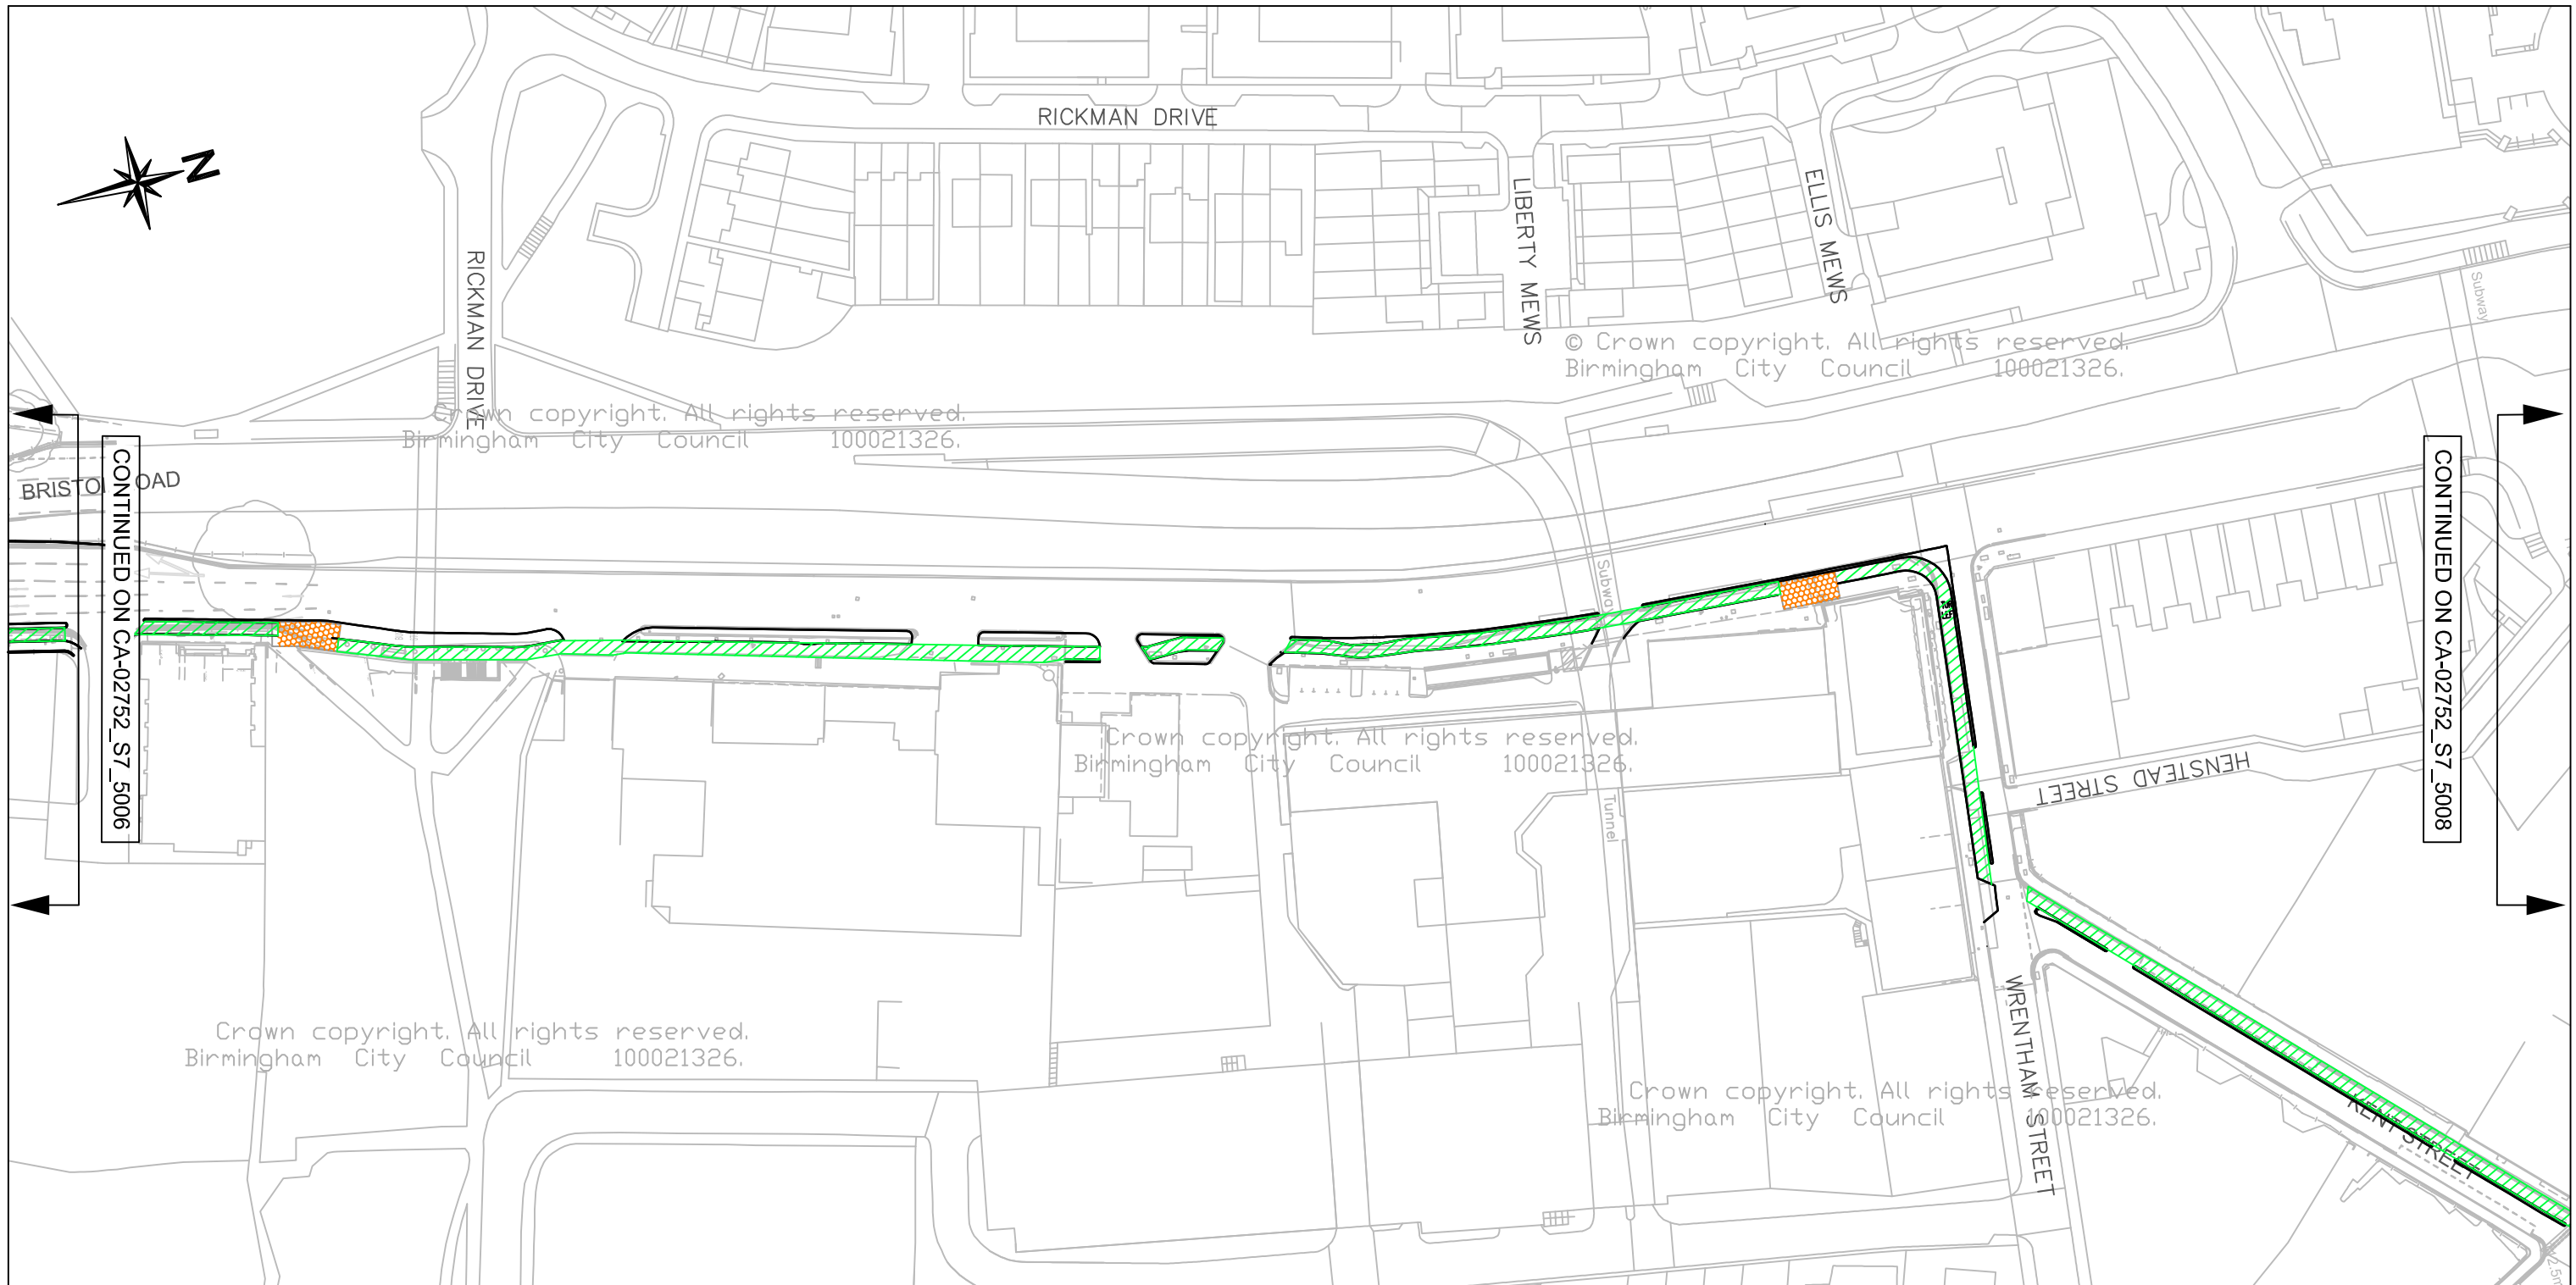 RICKMAN DRIVE
N
LIBERTY MEWS
ELLIS MEWS
RICKMAN DRIVE
Subway
© Crown copyright. All rights reserved.
Birmingham City Council 100021326.
Crown copyright. All rights reserved.
Birmingham City Council 100021326.
BRISTOL OAD
CONTINUED ON CA-02752_S7_5006
CONTINUED ON CA-02752_S7_5008
Subway
Crown copyright. All rights reserved.
Birmingham City Council 100021326.
HENSTEAD STREET
Tunnel
Crown copyright. All rights reserved.
Birmingham City Council 100021326.
WRENTHAM STREET
Crown copyright. All rights reserved.
Birmingham City Council 100021326.
KENT STREET